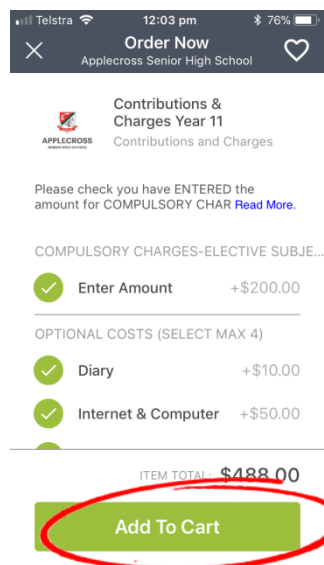 Telstra 12:03 pm 76%
Order Now
Applecross Senior High School
Contributions &
Charges Year 11
APPLECROSS
SENIOR HIGH SCHOOL
Contributions and Charges
Please check you have ENTERED the
amount for COMPULSORY CHAR Read More.
COMPULSORY CHARGES-ELECTIVE SUBJE...
Enter Amount +$200.00
OPTIONAL COSTS (SELECT MAX 4)
Diary +$10.00
Internet & Computer +$50.00
ITEM TOTAL: $488.00
Add To Cart